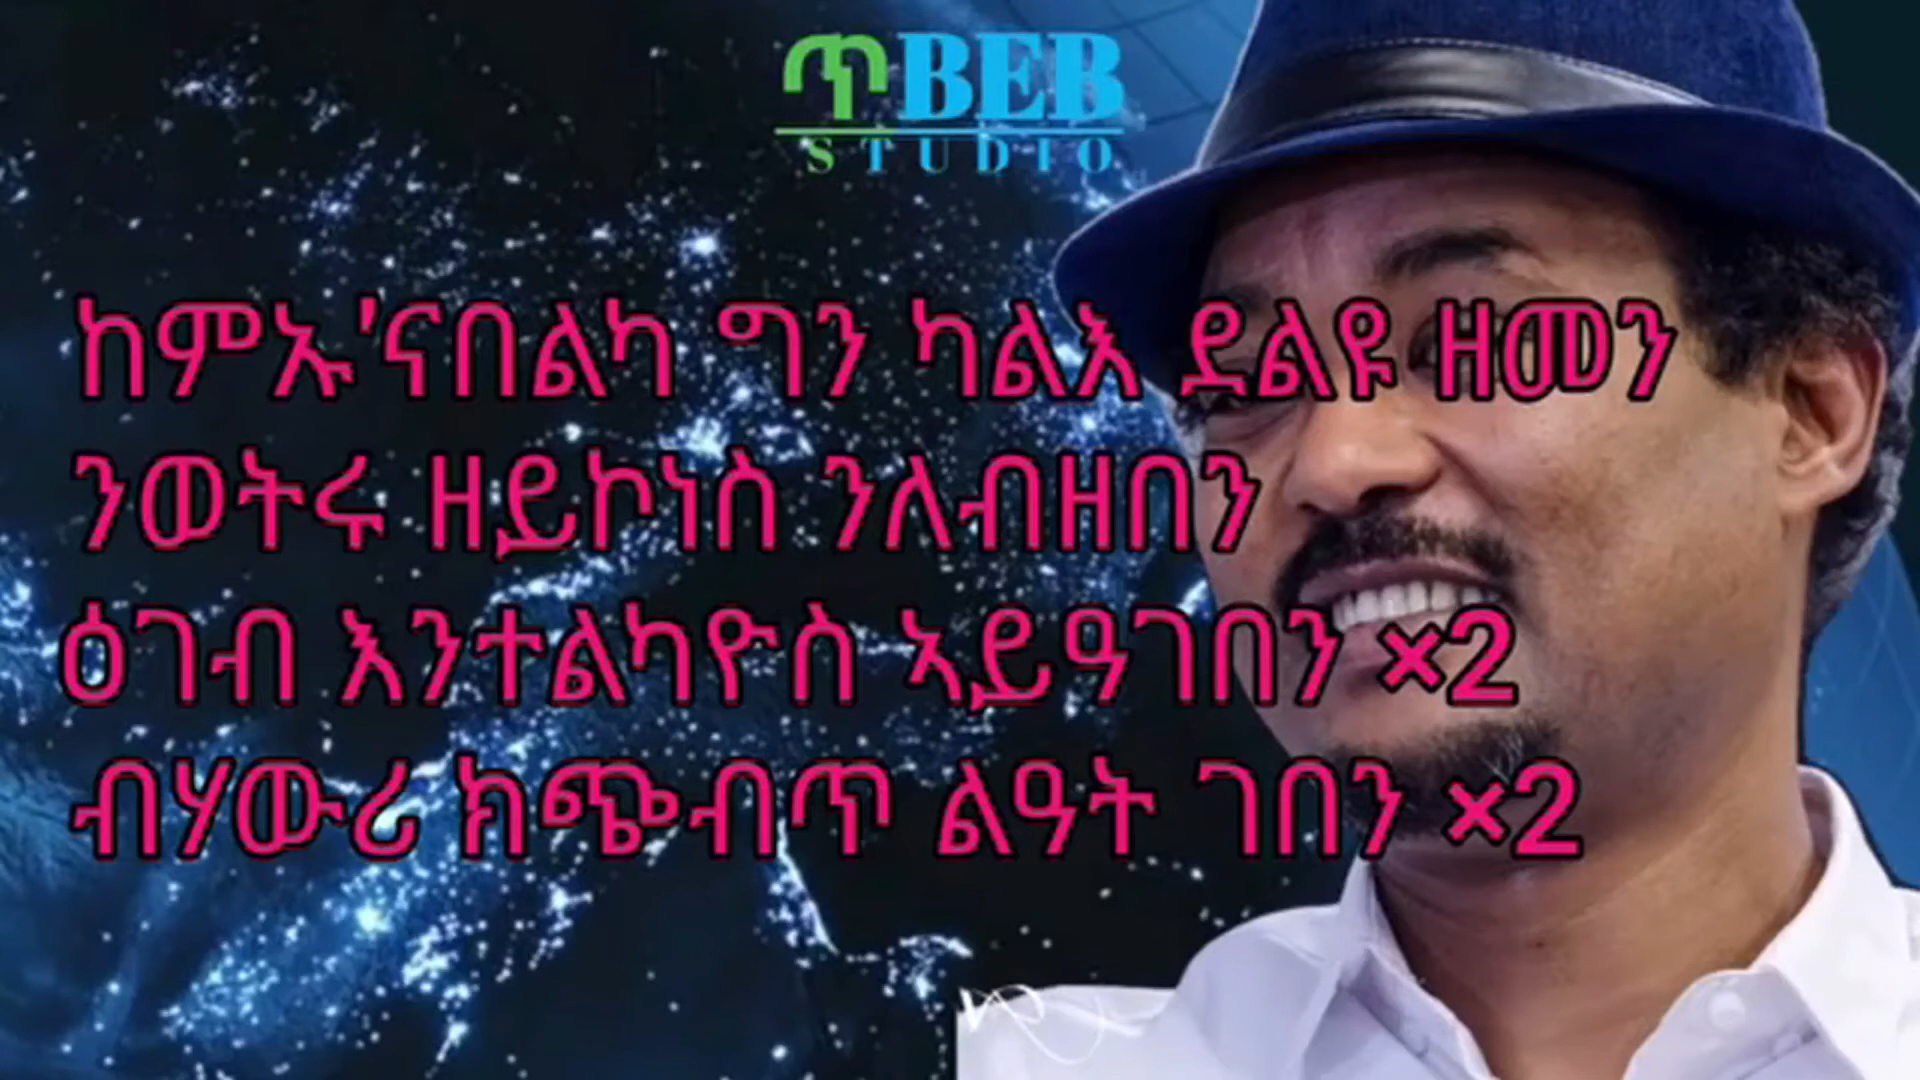 ጥBEB
STUDIO
ከምኡ'ናበልካ ግን ካልእ ደልዩ ዘመን
ንወትሩ ዘይኮነስ ንለብዘበን
ዕገብ እንተልካዮስ ኣይዓገበን ×2
ብሃውሪ ክጭብጥ ልዓት ገበን ×2